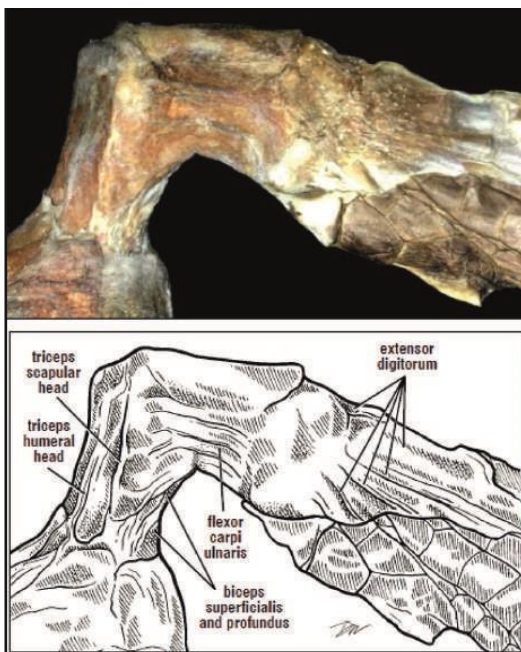 triceps
scapular
head
triceps
humeral
head
extensor
digitorum
flexor
carpi
ulnaris
biceps
superficialis
and profundus